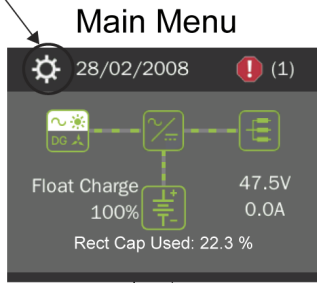 Main Menu
28/02/2008 (1)
DG
Float Charge 47.5V
100% 0.0A
Rect Cap Used: 22.3 %